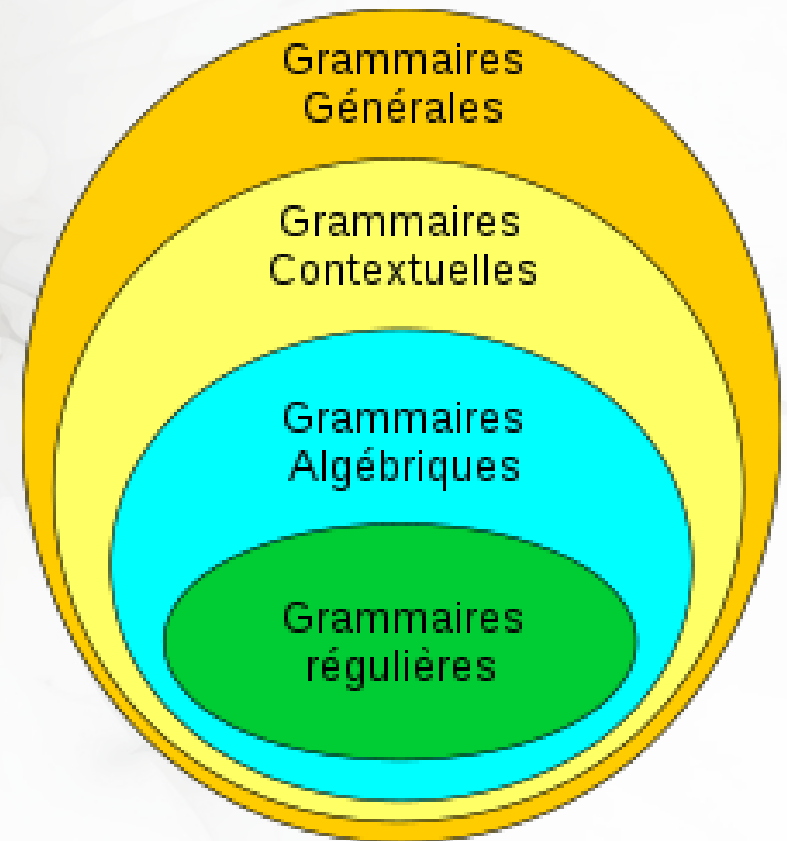 Grammaires
Générales
Grammaires
Contextuelles
Grammaires
Algébriques
Grammaires
régulières